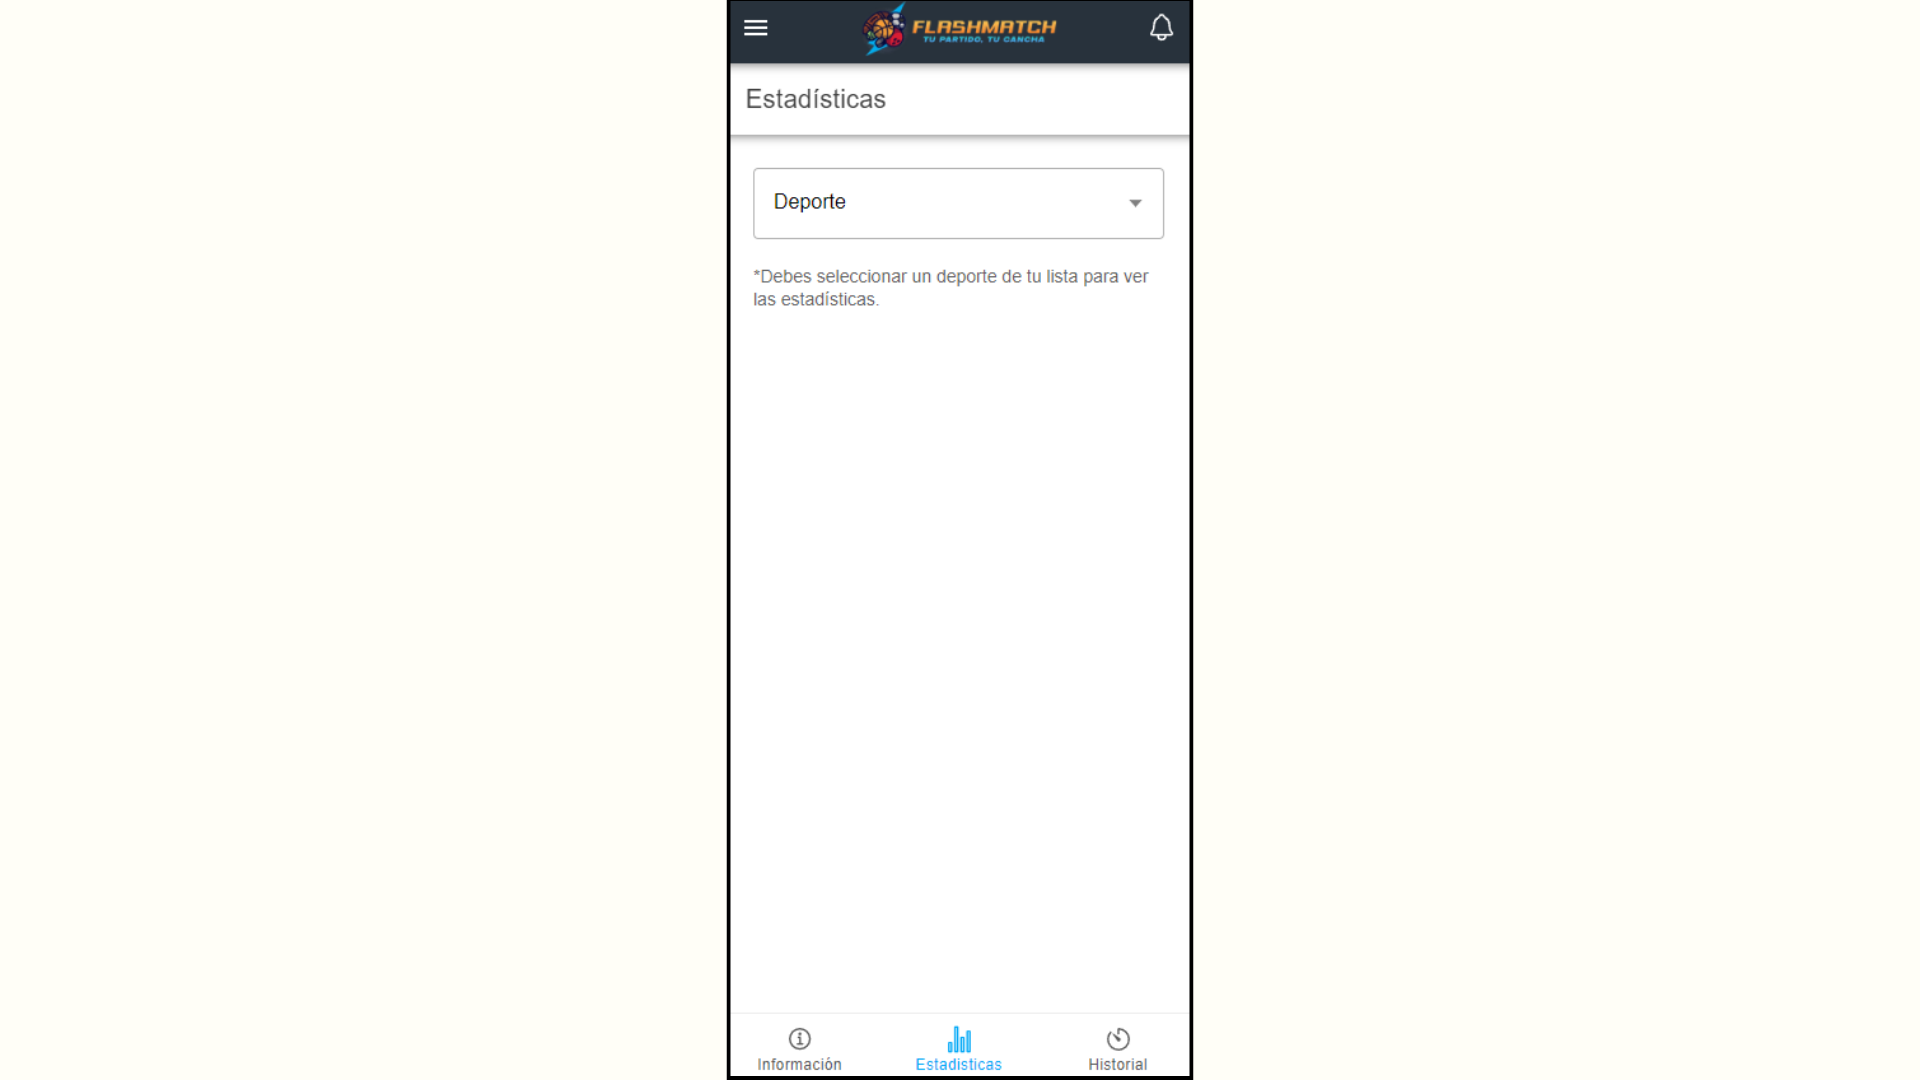 FLASHMATCH
TU PARTIDO, TU CANCHA
Estadísticas
Deporte
*Debes seleccionar un deporte de tu lista para ver
las estadísticas.
Información
Estadisticas
Historial